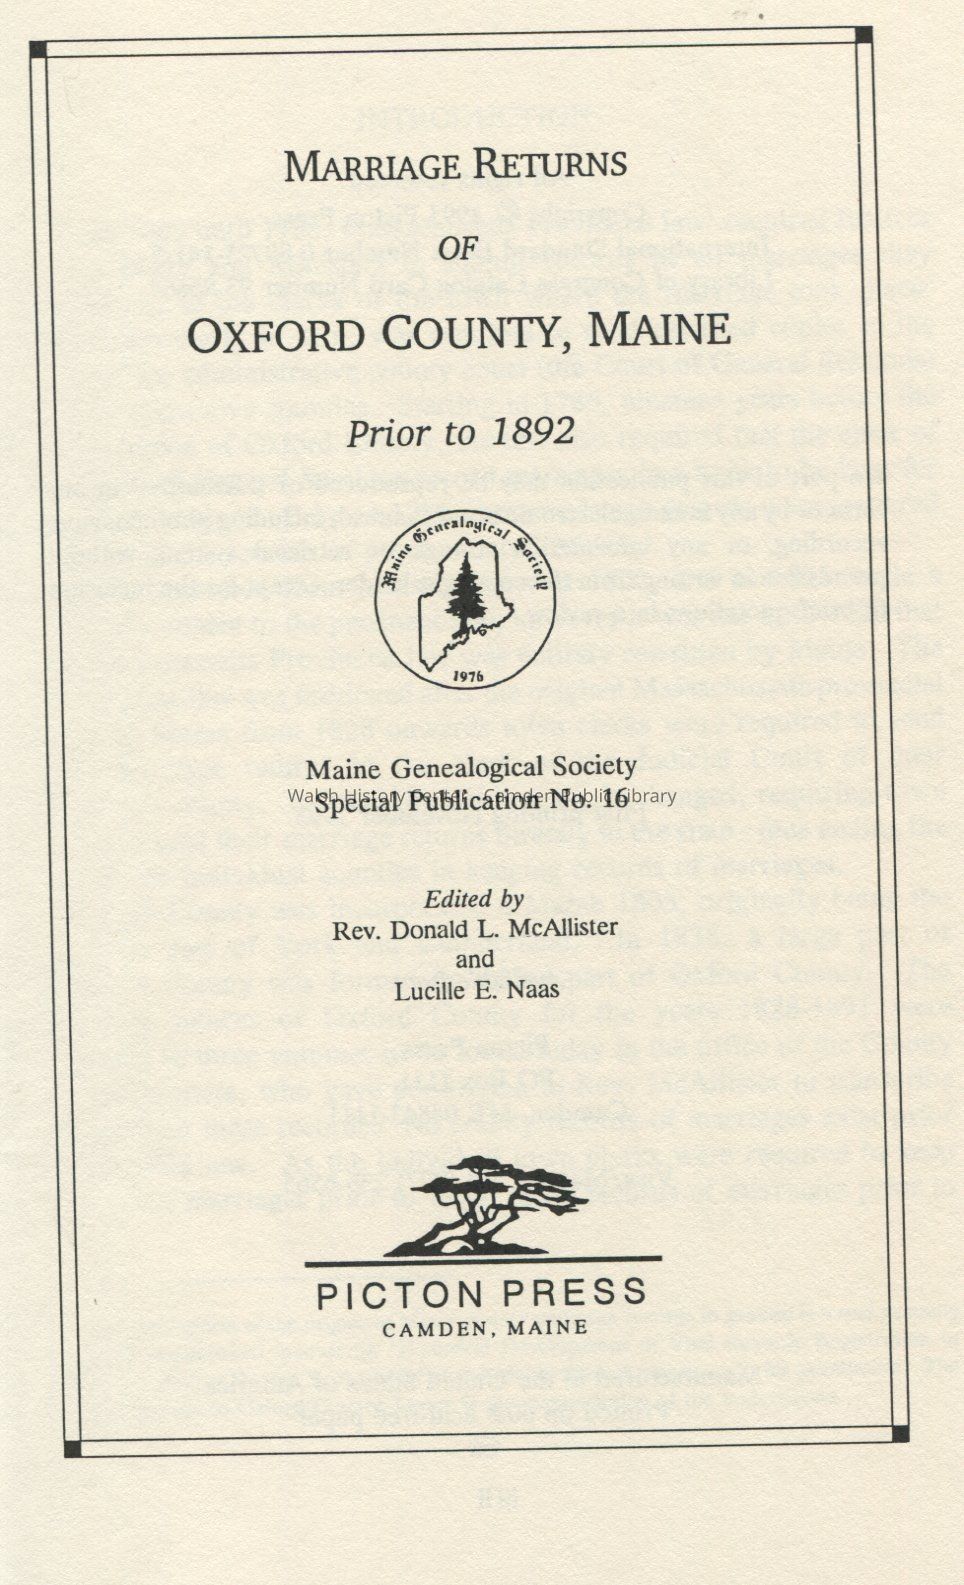 MARRIAGE RETURNS
OF
OXFORD COUNTY, MAINE
Prior to 1892
Maine Genealogical Society
1976
Maine Genealogical Society
Special Publication No. 16
Walsh History Center - Camden Public Library
Edited by
Rev. Donald L. McAllister
and
Lucille E. Naas
PICTON PRESS
CAMDEN, MAINE